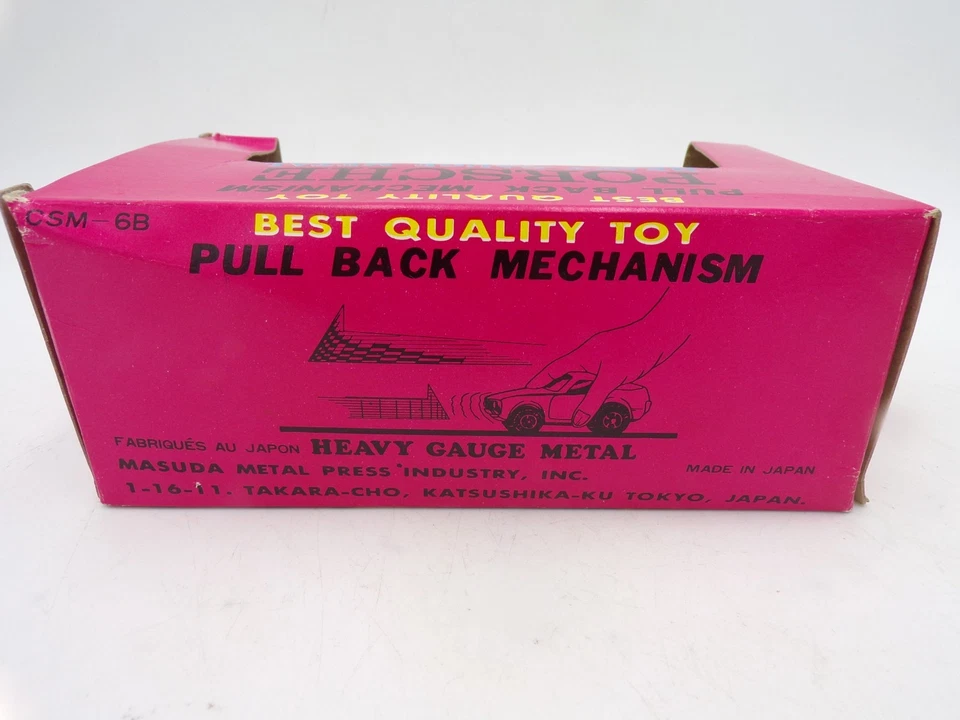 PORSCHE
PULL BACK MECHANISM
BEST QUALITY TOY
CSM-6B
BEST QUALITY TOY
PULL BACK MECHANISM
FABRIQUÉS AU JAPON HEAVY GAUGE METAL
MASUDA METAL PRESS INDUSTRY, INC.
MADE IN JAPAN
1-16-11. TAKARA-CHO, KATSUSHIKA-KU TOKYO, JAPAN.